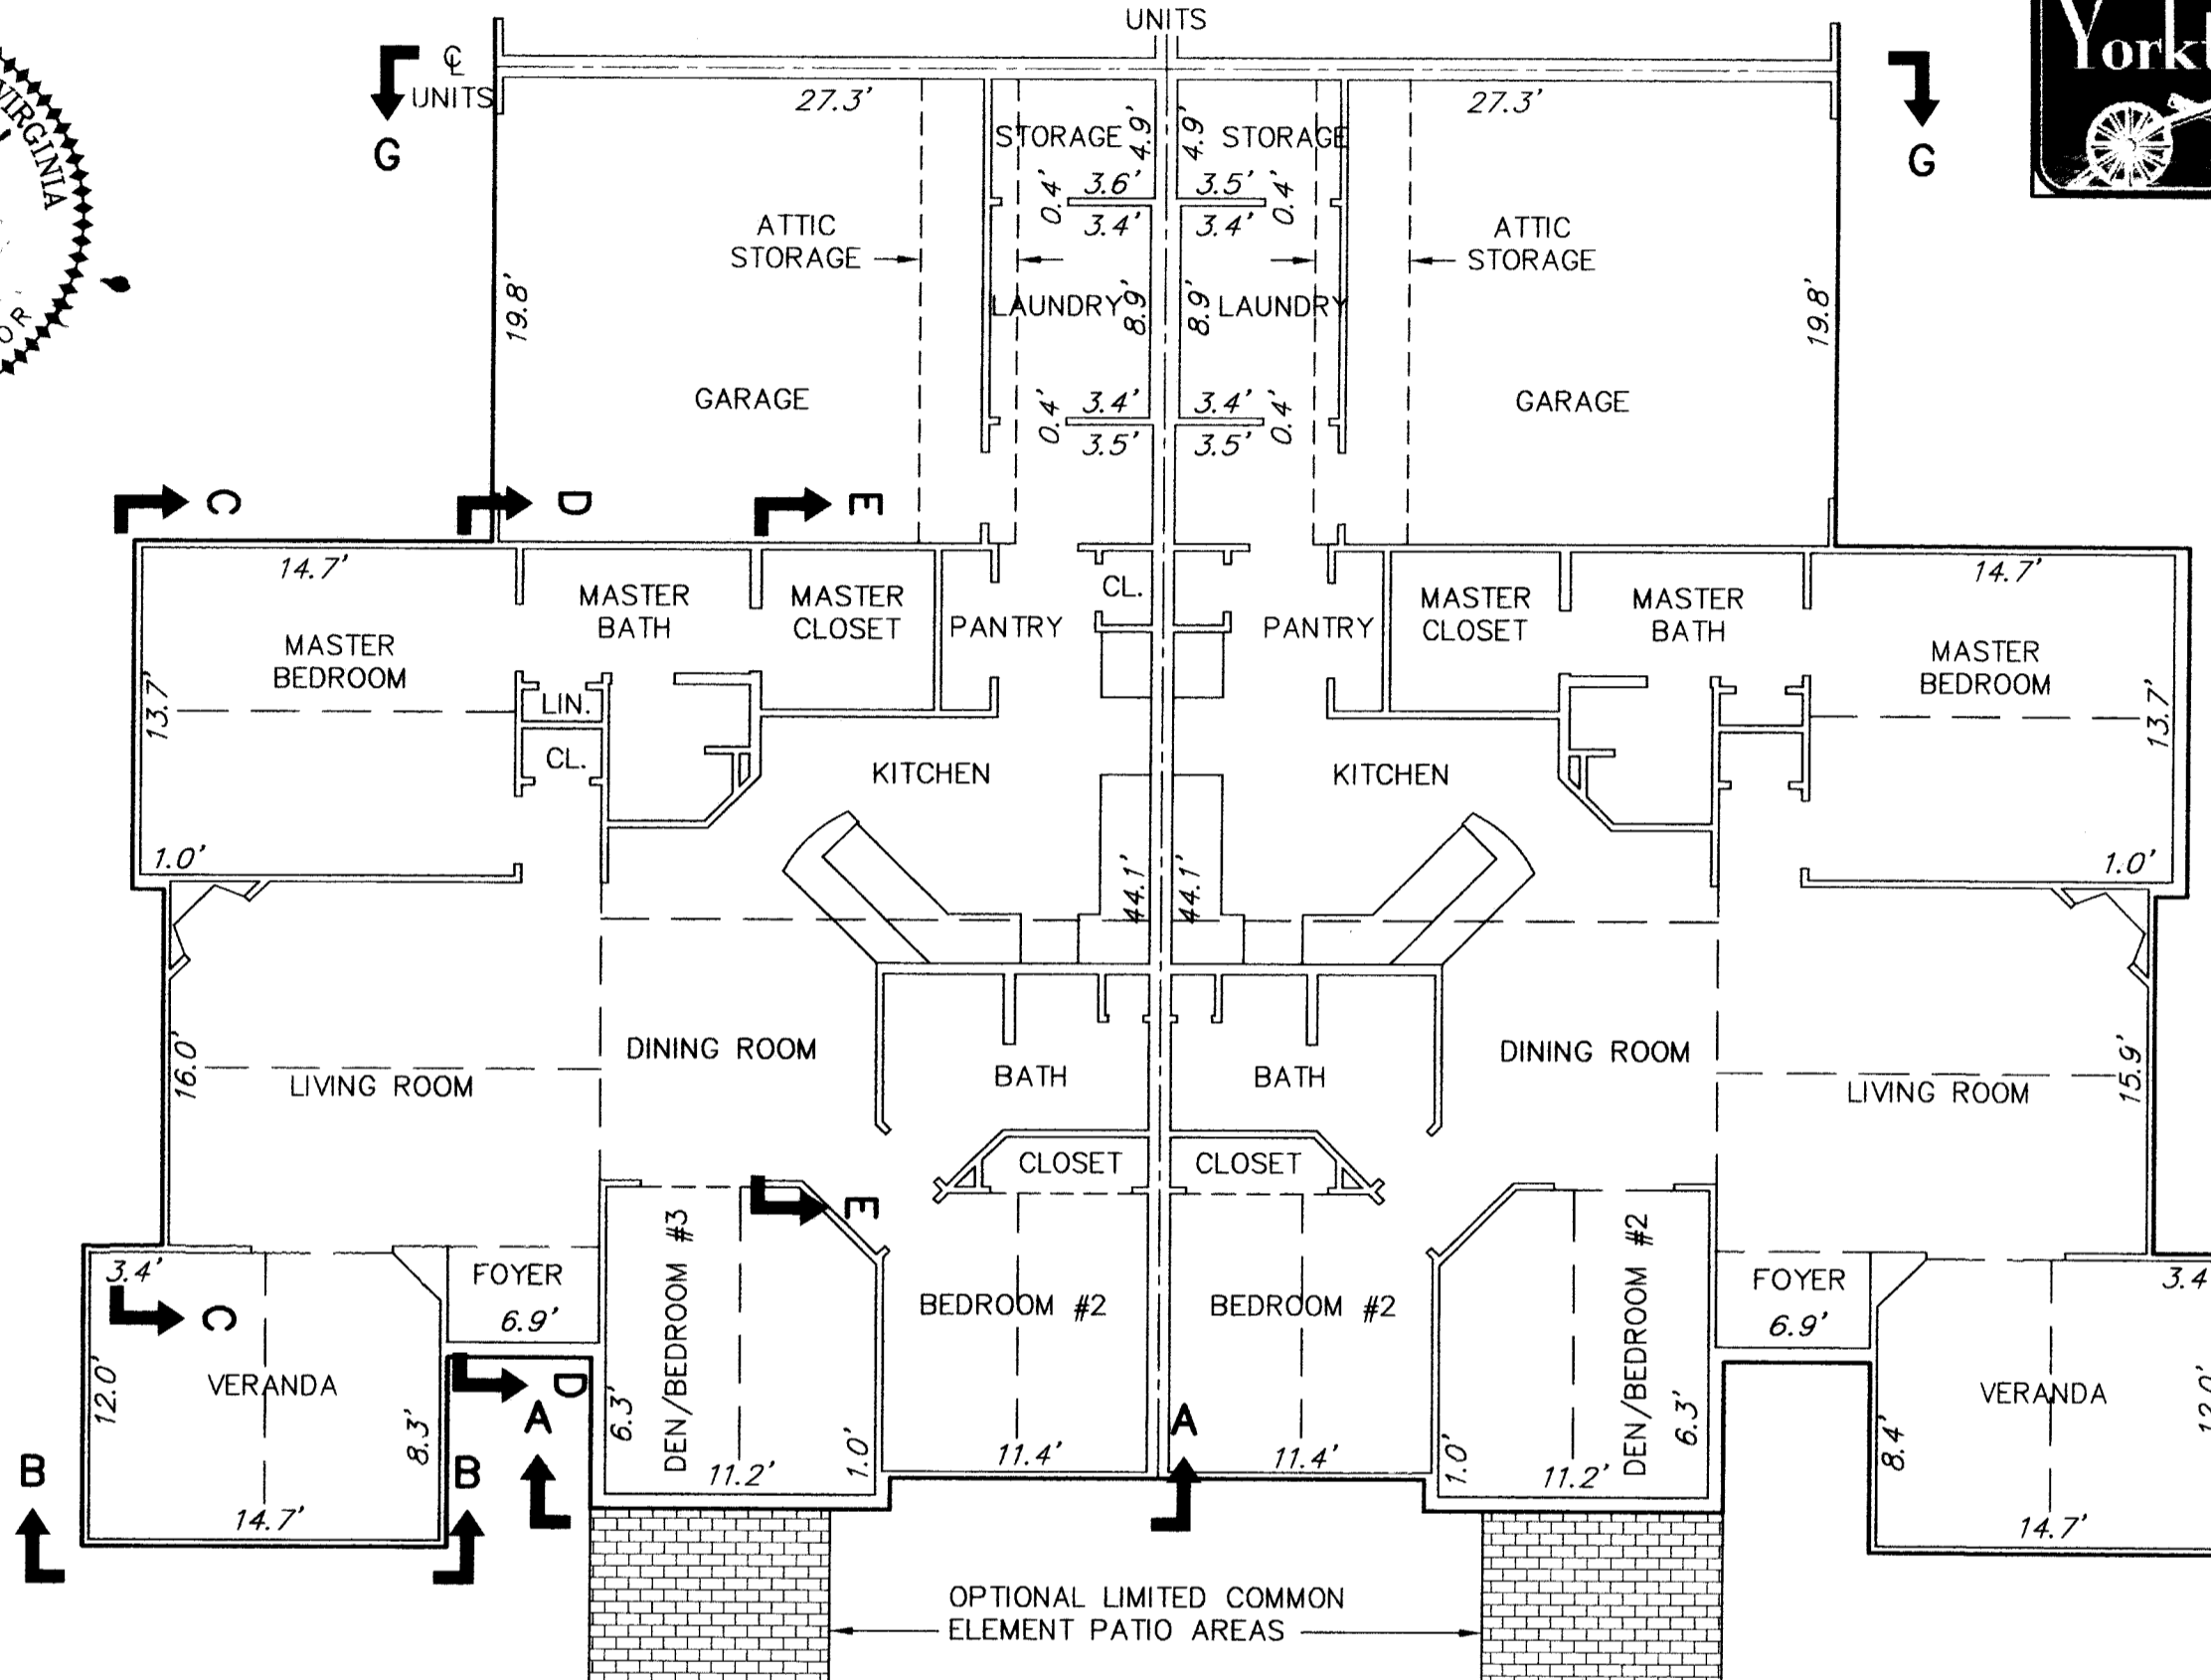 UNITS
℄
UNITS
G
G
VIRGINIA
OR
Yorkt
27.3'
27.3'
STORAGE
4.9'
4.9'
STORAGE
0.4'
3.6'
3.5'
0.4'
3.4'
3.4'
ATTIC
STORAGE
ATTIC
STORAGE
19.8'
19.8'
LAUNDRY
8.9'
8.9'
LAUNDRY
GARAGE
GARAGE
0.4'
3.4'
3.4'
0.4'
3.5'
3.5'
C
D
E
14.7'
14.7'
MASTER
BEDROOM
MASTER
BATH
MASTER
CLOSET
PANTRY
CL.
PANTRY
MASTER
CLOSET
MASTER
BATH
MASTER
BEDROOM
13.7'
13.7'
LIN.
CL.
KITCHEN
KITCHEN
1.0'
1.0'
44.1'
44.1'
16.0'
15.9'
LIVING ROOM
DINING ROOM
BATH
BATH
DINING ROOM
LIVING ROOM
CLOSET
CLOSET
E
3.4'
C
FOYER
6.9'
DEN/BEDROOM #3
BEDROOM #2
BEDROOM #2
DEN/BEDROOM #2
FOYER
6.9'
3.4
12.0'
VERANDA
8.3'
D
A
6.3'
1.0'
A
1.0'
6.3'
8.4'
VERANDA
12.0'
B
B
14.7'
11.2'
11.4'
11.4'
11.2'
14.7'
OPTIONAL LIMITED COMMON
ELEMENT PATIO AREAS